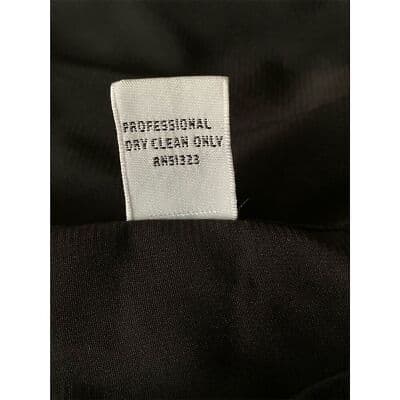 PROFESSIONAL
DRY CLEAN ONLY
RN51323